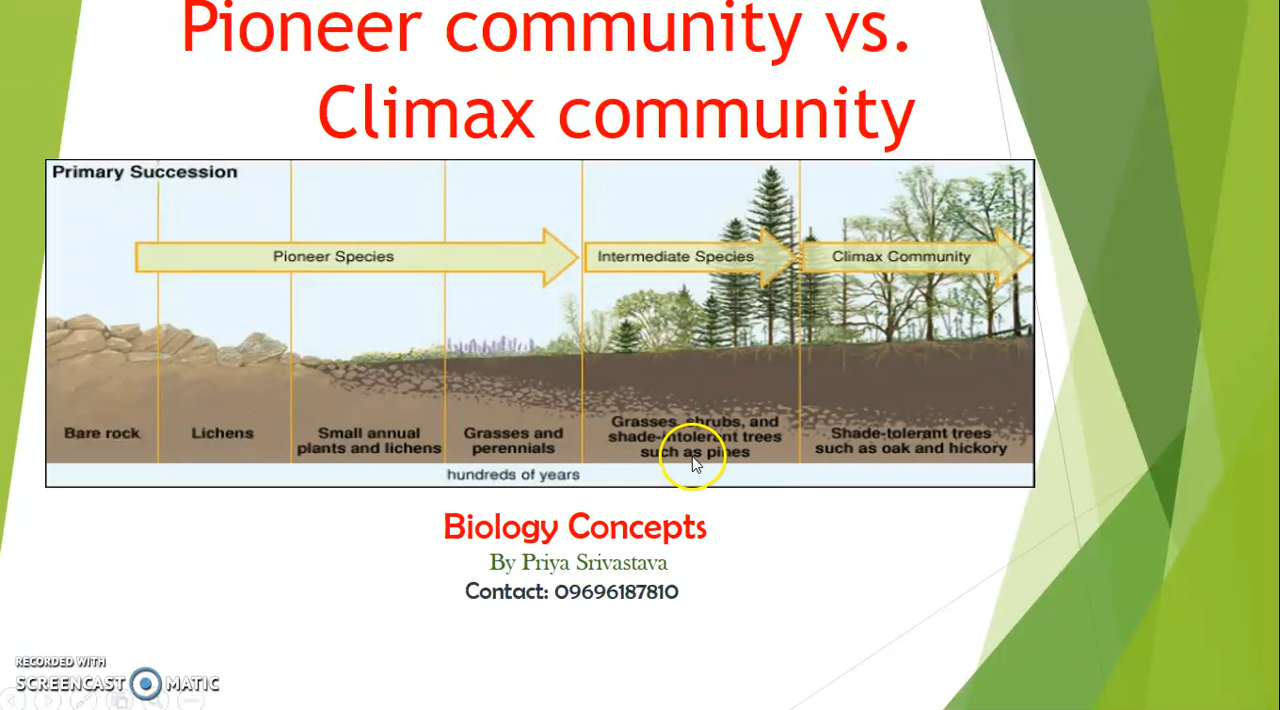 Pioneer community vs.
Climax community
Primary Succession
Pioneer Species
Intermediate Species
Climax Community
Bare rock
Lichens
Small annual
plants and lichens
Grasses and
perennials
Grasses, shrubs, and
shade-intolerant trees
such as pines
Shade-tolerant trees
such as oak and hickory
hundreds of years
Biology Concepts
By Priya Srivastava
Contact: 09696187810
RECORDED WITH
SCREENCAST MATIC